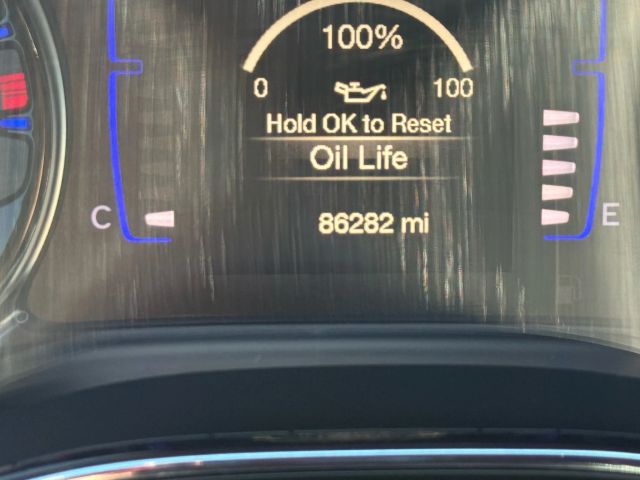 100%
0 100
Hold OK to Reset
Oil Life
C 86282 mi E